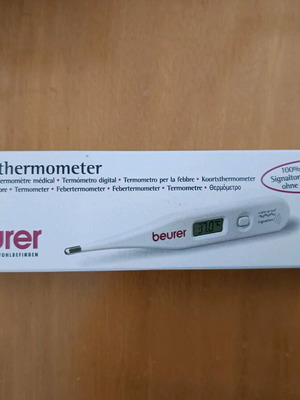 thermometer
ermomètre médical • Termómetro digital • Termometro per la febbre • Koortsthermometer
ore • Termometer • Febertermometer • Febertermometer • Termometre • Θερμόμετρο
100%
Signalton
ohne
urer
OHLBEFINDEN
beurer